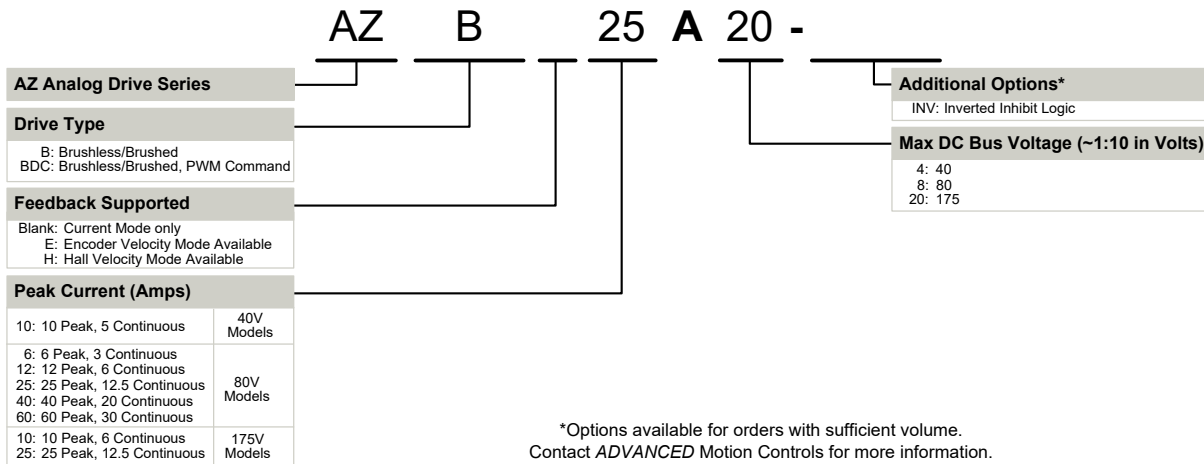 AZ B 25 A 20 -
AZ Analog Drive Series
Drive Type
B: Brushless/Brushed
BDC: Brushless/Brushed, PWM Command
Feedback Supported
Blank: Current Mode only
E: Encoder Velocity Mode Available
H: Hall Velocity Mode Available
Peak Current (Amps)
10: 10 Peak, 5 Continuous
40V
Models
6: 6 Peak, 3 Continuous
12: 12 Peak, 6 Continuous
25: 25 Peak, 12.5 Continuous
40: 40 Peak, 20 Continuous
60: 60 Peak, 30 Continuous
80V
Models
10: 10 Peak, 6 Continuous
25: 25 Peak, 12.5 Continuous
175V
Models
Additional Options*
INV: Inverted Inhibit Logic
Max DC Bus Voltage (~1:10 in Volts)
4: 40
8: 80
20: 175
*Options available for orders with sufficient volume.
Contact ADVANCED Motion Controls for more information.